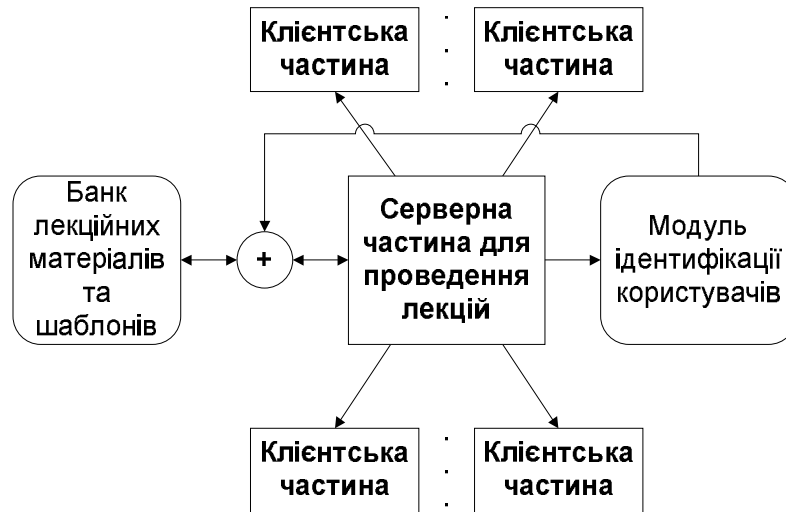 Клієнтська
частина
Клієнтська
частина
Банк
лекційних
матеріалів
та
шаблонів
+
Серверна
частина для
проведення
лекцій
Модуль
ідентифікації
користувачів
Клієнтська
частина
Клієнтська
частина